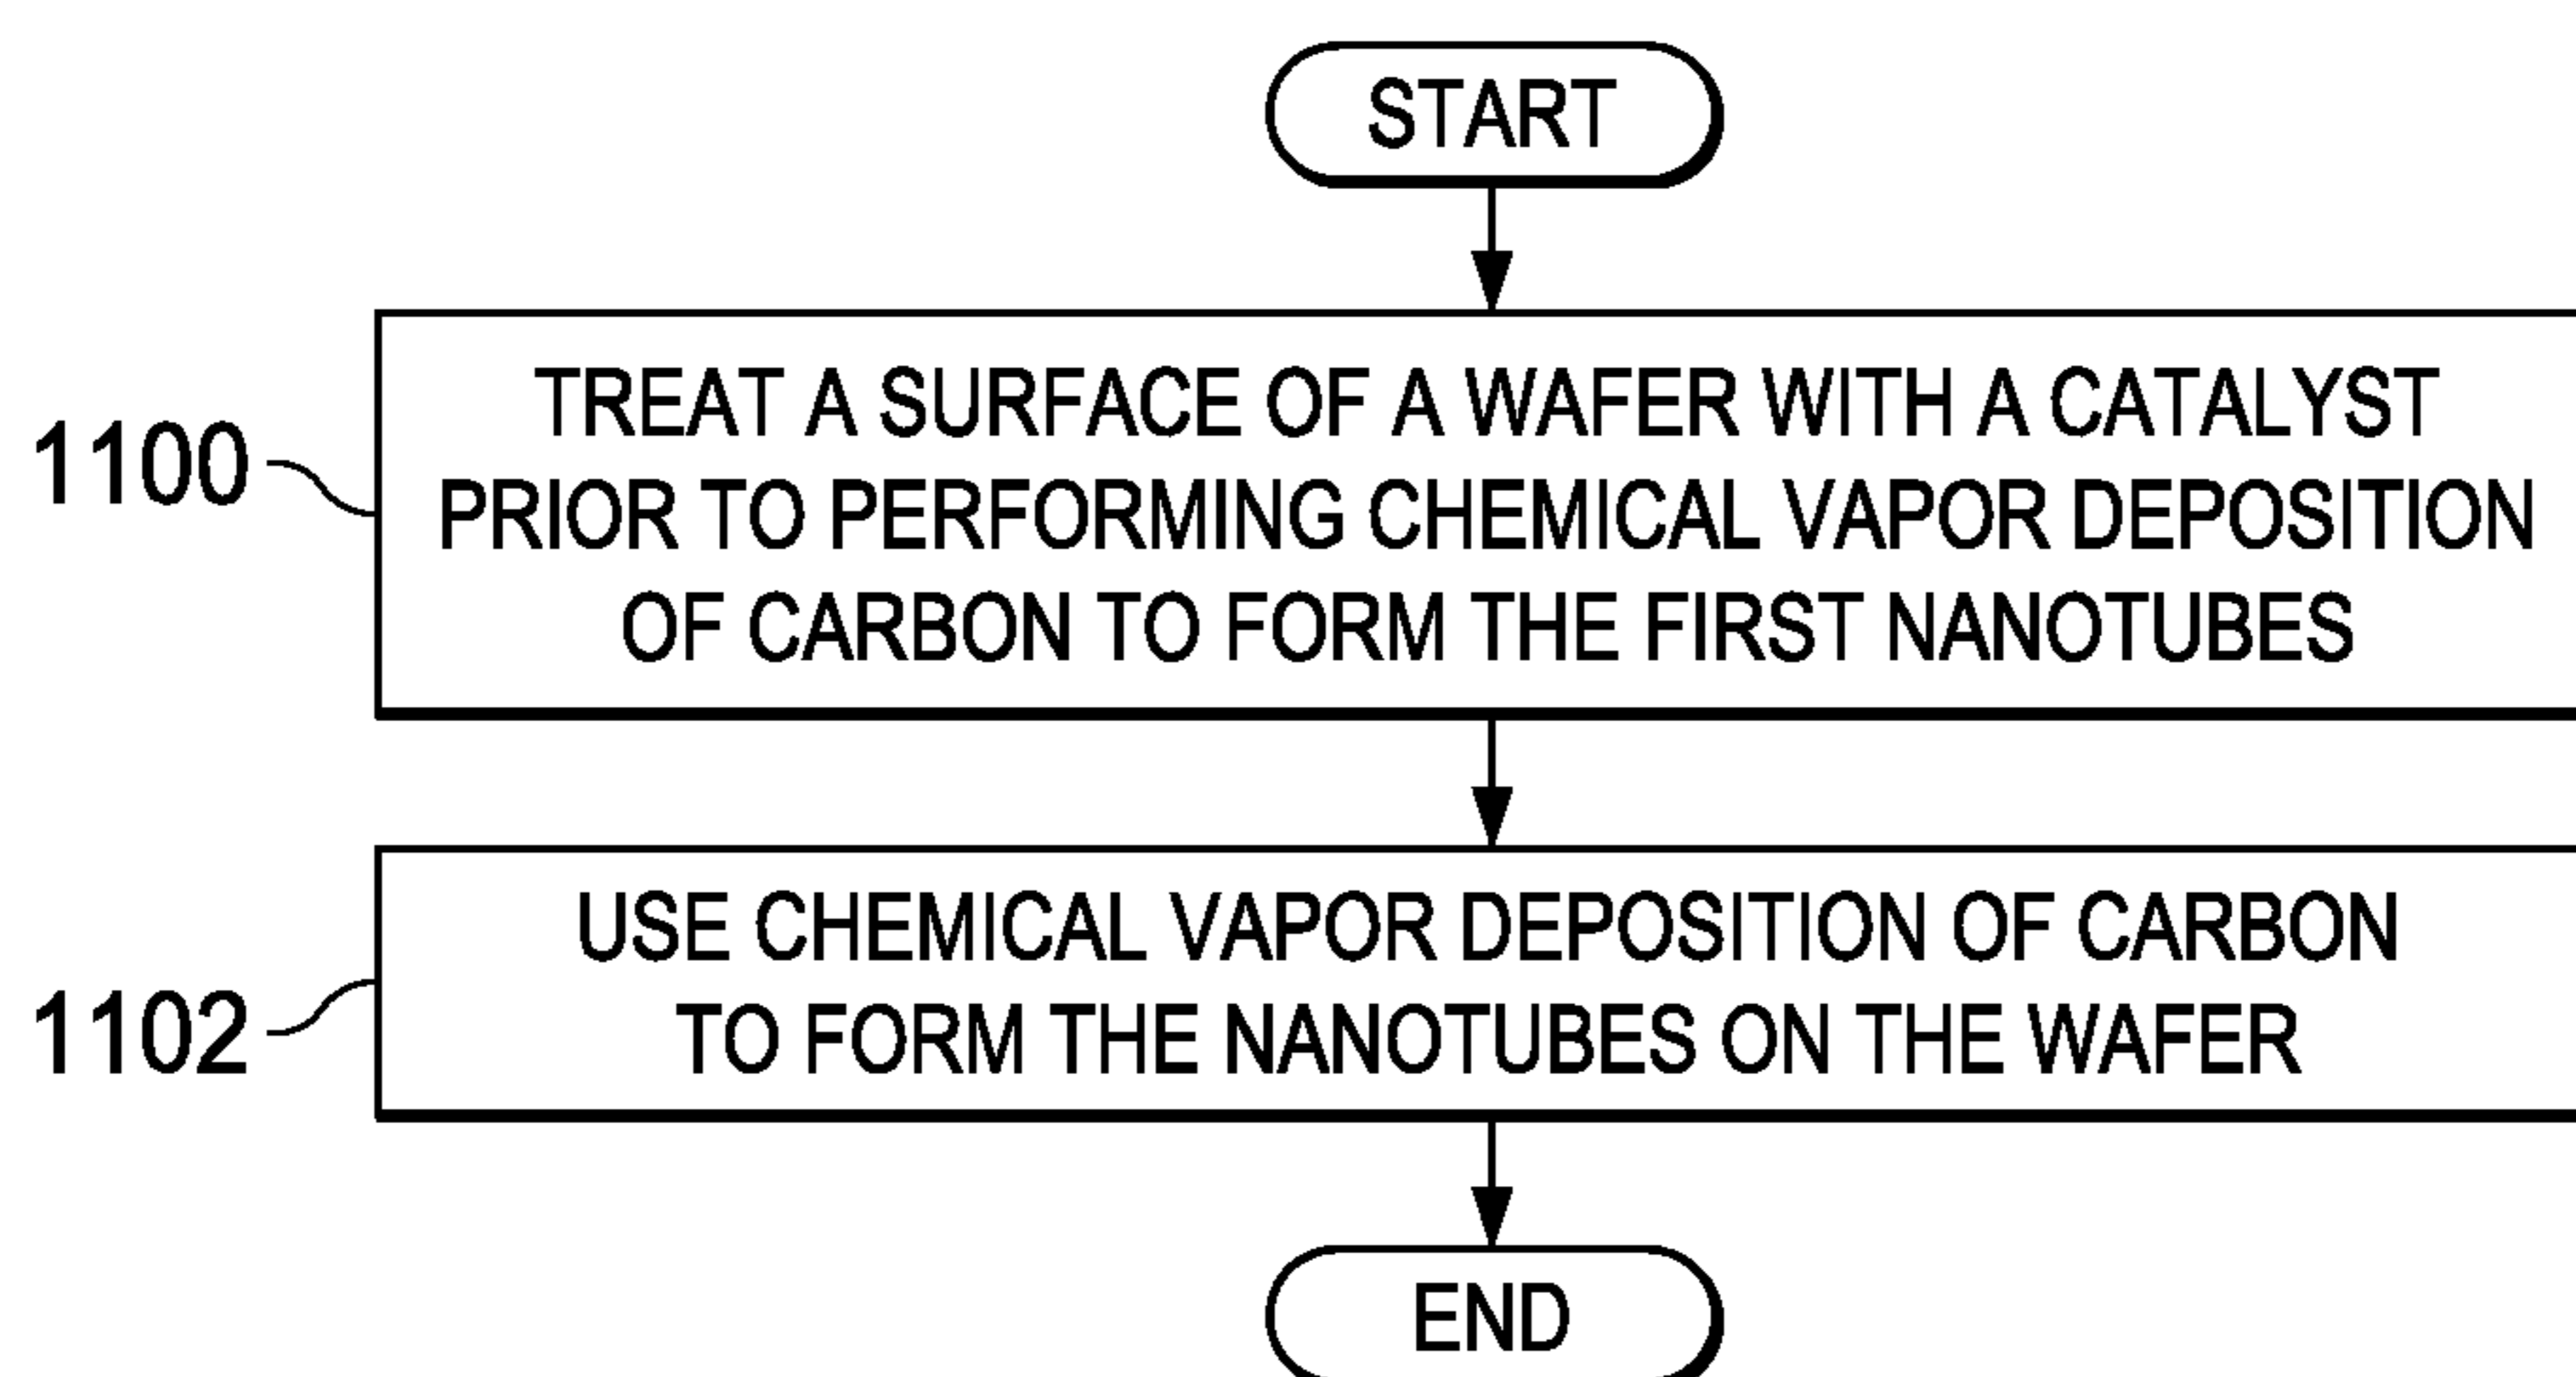 START
1100
TREAT A SURFACE OF A WAFER WITH A CATALYST
PRIOR TO PERFORMING CHEMICAL VAPOR DEPOSITION
OF CARBON TO FORM THE FIRST NANOTUBES
1102
USE CHEMICAL VAPOR DEPOSITION OF CARBON
TO FORM THE NANOTUBES ON THE WAFER
END